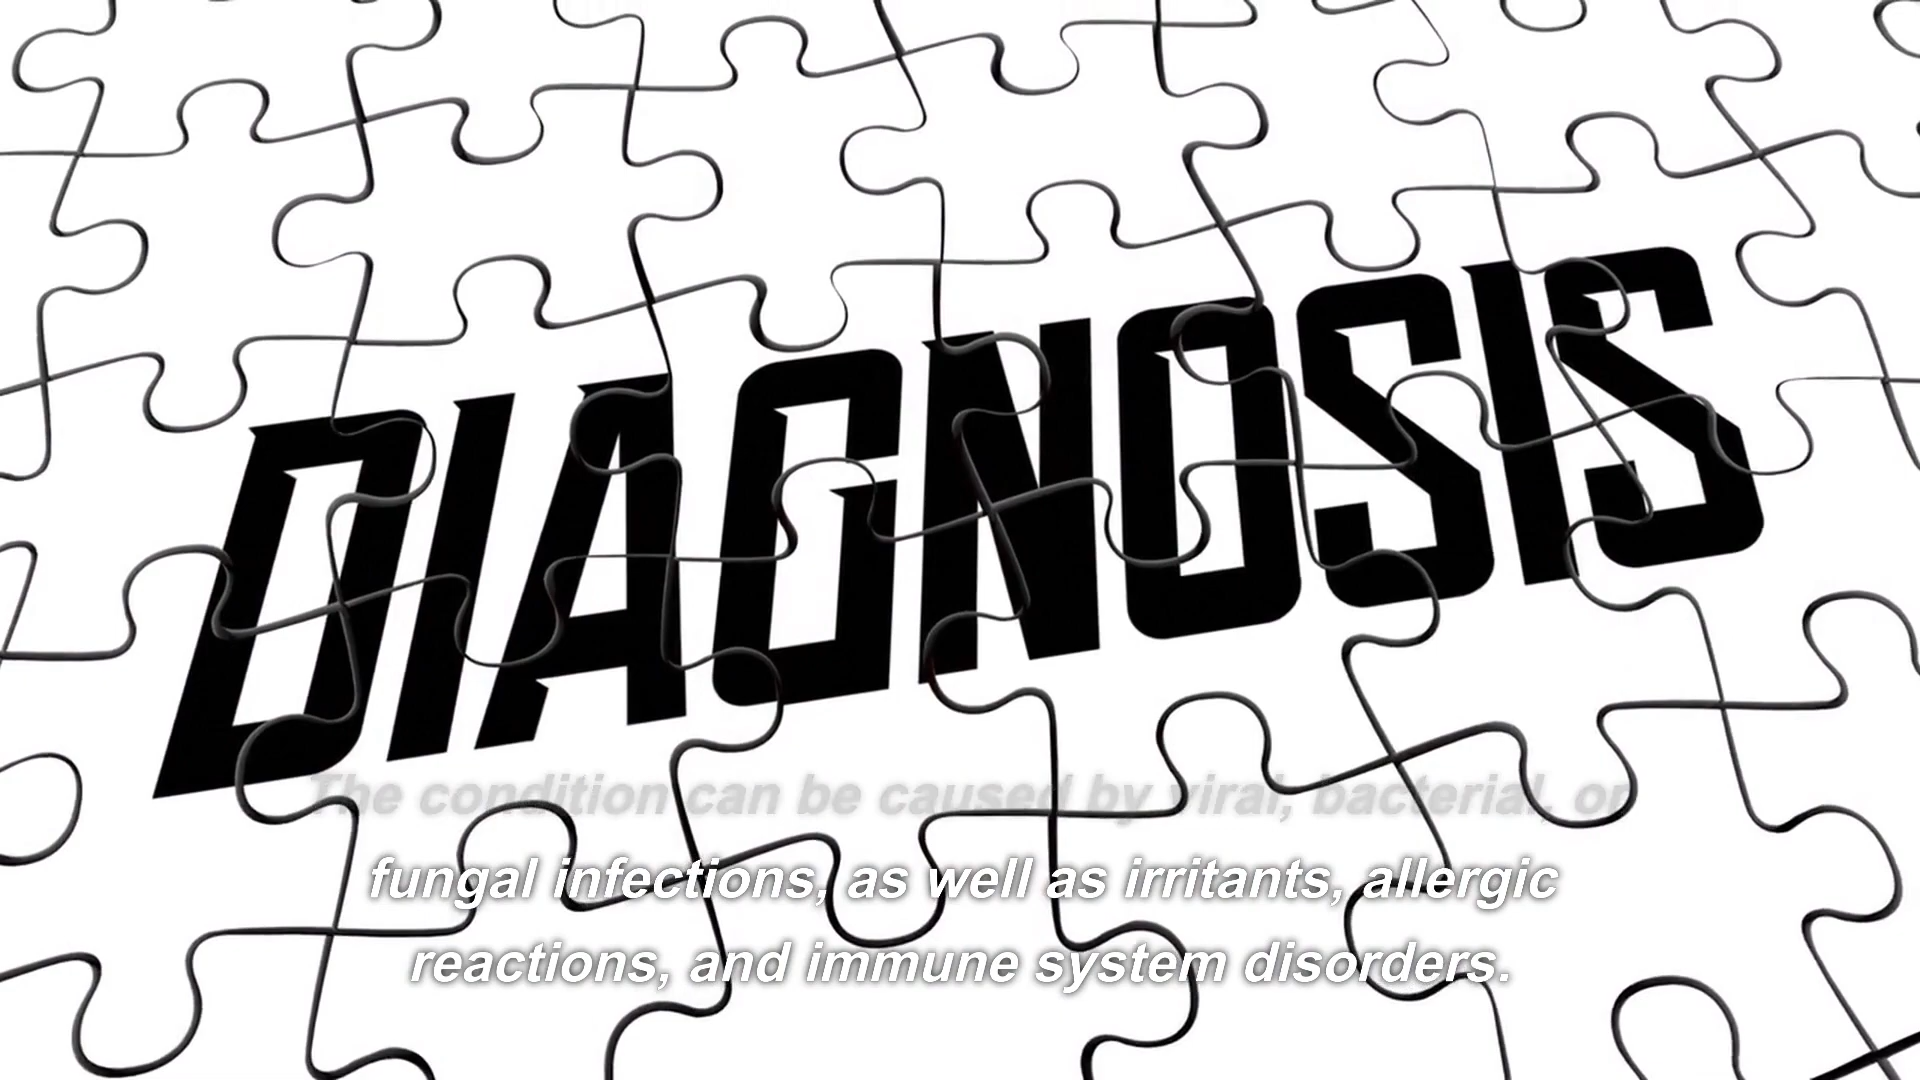 DIAGNOSIS
The condition can be caused by viral, bacterial, or
fungal infections, as well as irritants, allergic
reactions, and immune system disorders.